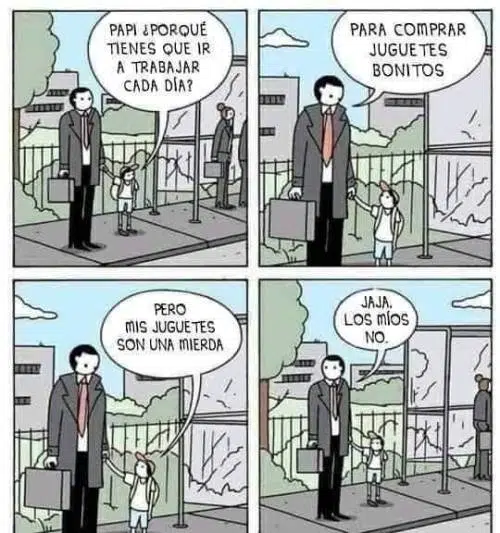 PAPI ¿PORQUÉ
TIENES QUE IR
A TRABAJAR
CADA DÍA?
PARA COMPRAR
JUGUETES
BONITOS
PERO
MIS JUGUETES
SON UNA MIERDA
JAJA,
LOS MÍOS
NO.